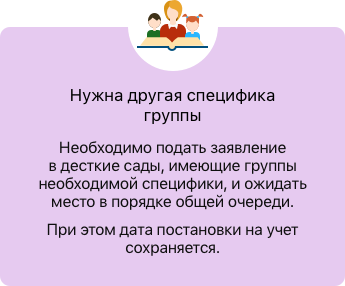 Нужна другая специфика
группы
Необходимо подать заявление
в десткие сады, имеющие группы
необходимой специфики, и ожидать
место в порядке общей очереди.
При этом дата постановки на учет
сохраняется.